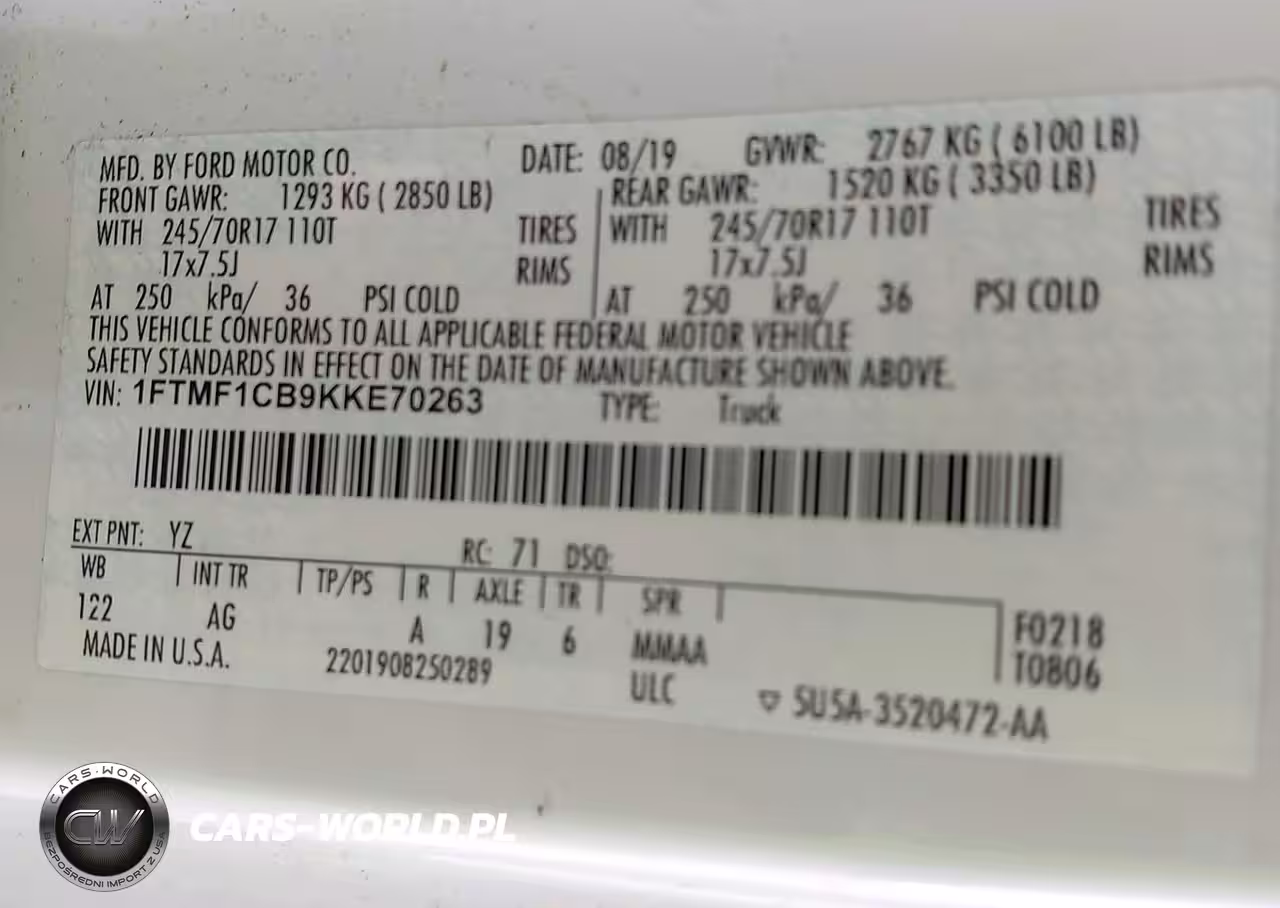 MFD. BY FORD MOTOR CO. DATE: 08/19 GVWR: 2767 KG ( 6100 LB)
FRONT GAWR: 1293 KG ( 2850 LB) REAR GAWR: 1520 KG ( 3350 LB)
WITH 245/70R17 110T TIRES WITH 245/70R17 110T TIRES
17x7.5J RIMS 17x7.5J RIMS
AT 250 kPa/ 36 PSI COLD AT 250 kPa/ 36 PSI COLD
THIS VEHICLE CONFORMS TO ALL APPLICABLE FEDERAL MOTOR VEHICLE
SAFETY STANDARDS IN EFFECT ON THE DATE OF MANUFACTURE SHOWN ABOVE.
VIN: 1FTMF1CB9KKE70263 TYPE: Truck
EXT PNT: YZ RC: 71 DSO:
WB INT TR TP/PS R AXLE TR SPR
122 AG A 19 6 MMAA F0218
MADE IN U.S.A. 2201908250289 ULC T0806
▽ 5U5A-3520472-AA
CARS-WORLD
CW
BEZPOŚREDNI IMPORT Z USA
CARS-WORLD.PL